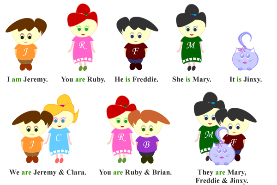 J R F M
I am Jeremy. You are Ruby. He is Freddie. She is Mary. It is Jinxy.
J C R B M F
We are Jeremy & Clara. You are Ruby & Brian. They are Mary,
Freddie & Jinxy.